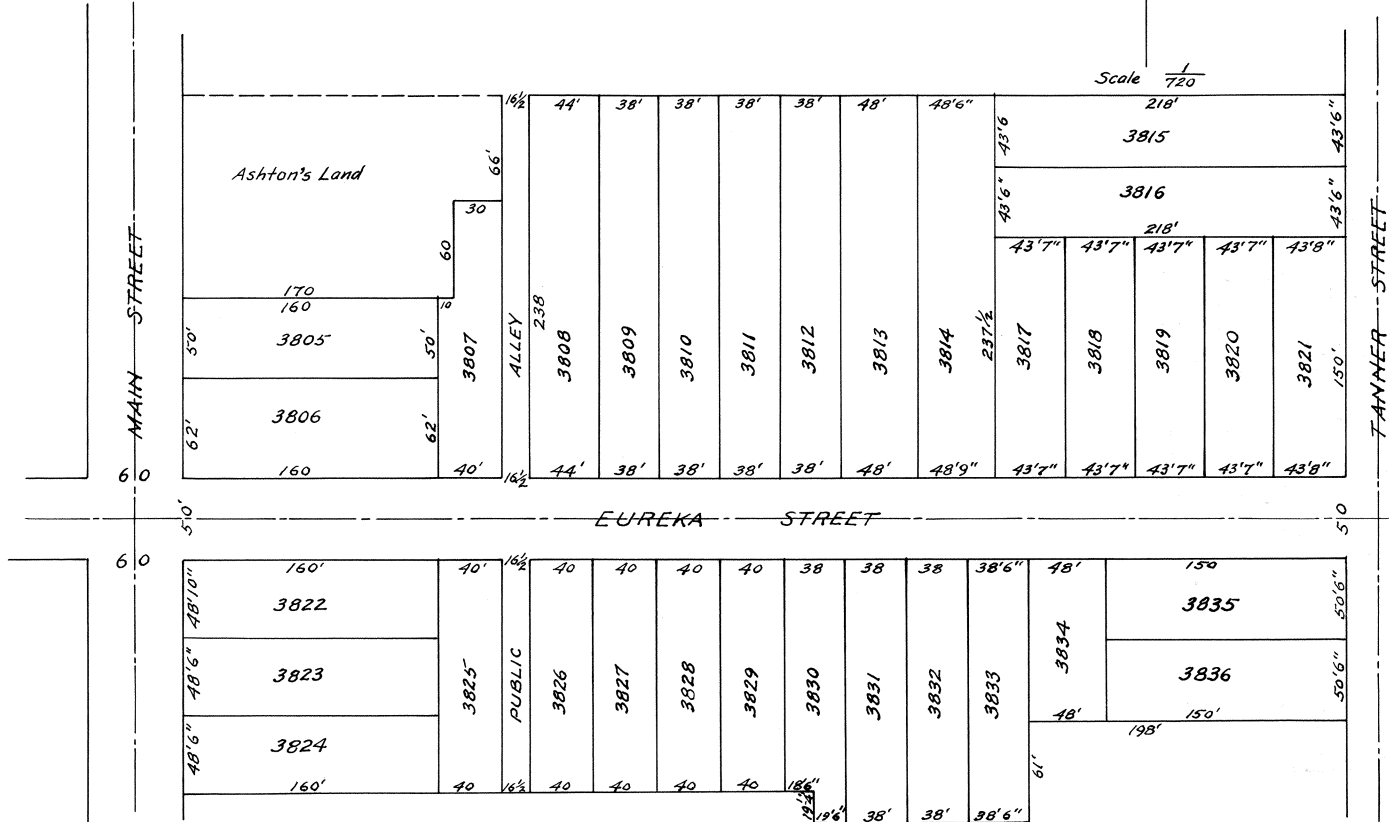 Scale 1/720
16½ 44' 38' 38' 38' 38' 48' 48'6" 218'
43'6 3815 43'6"
Ashton's Land 66'
30
43'6" 3816 43'6"
218'
60
43'7" 43'7" 43'7" 43'7" 43'8"
170
160 10
50' 3805 50'
3807 ALLEY 238 3808 3809 3810 3811 3812 3813 3814 237½ 3817 3818 3819 3820 3821 150'
62' 3806 62'
160 40' 16½ 44' 38' 38' 38' 38' 48' 48'9" 43'7" 43'7" 43'7" 43'7" 43'8"
MAIN STREET
TANNER STREET
60
50' EUREKA STREET 50
60
160' 40' 16½ 40 40 40 40 38 38 38 38'6" 48' 150
48'10" 3822 3835 50'6"
48'6" 3823 3836 50'6"
3825 PUBLIC 3826 3827 3828 3829 3830 3831 3832 3833 3834
48' 150'
198'
48'6" 3824
61'
160' 40 16½ 40 40 40 40 18'6"
19'6" 38' 38' 38'6"